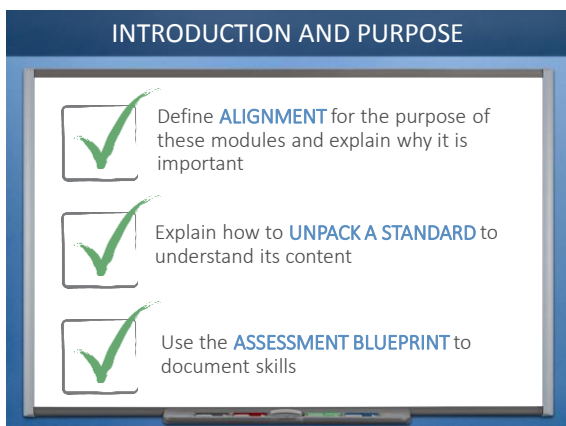 INTRODUCTION AND PURPOSE
Define ALIGNMENT for the purpose of
these modules and explain why it is
important
Explain how to UNPACK A STANDARD to
understand its content
Use the ASSESSMENT BLUEPRINT to
document skills